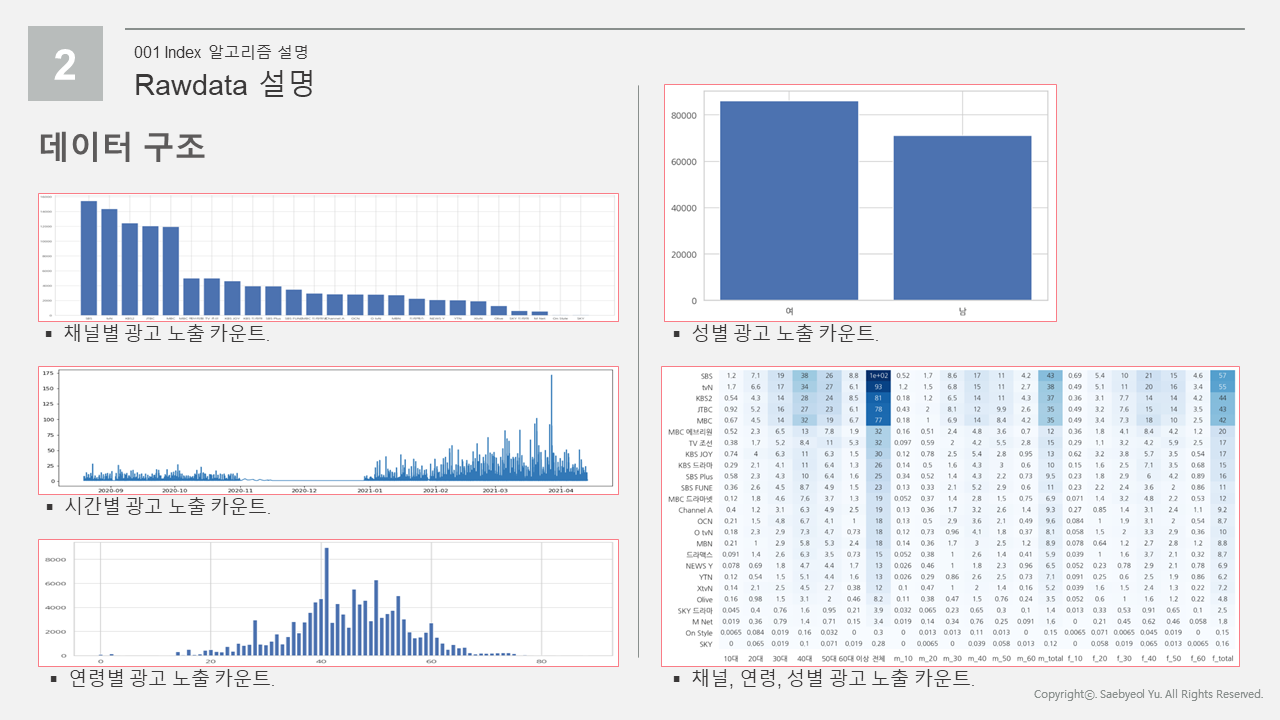 2
001 Index 알고리즘 설명
Rawdata 설명
데이터 구조
▪ 채널별 광고 노출 카운트.
175
150
125
100
75
50
25
0
2020-09 2020-10 2020-11 2020-12 2021-01 2021-02 2021-03 2021-04
▪ 시간별 광고 노출 카운트.
8000
6000
4000
2000
0
0 20 40 60 80
▪ 연령별 광고 노출 카운트.
80000
60000
40000
20000
0
여 남
▪ 성별 광고 노출 카운트.
SBS 1.2 7.1 19 38 26 8.8 1e+02 0.52 1.7 8.6 17 11 4.2 43 0.69 5.4 10 21 15 4.6 57
tvN 1.7 6.6 17 34 27 6.1 93 1.2 1.5 6.8 15 11 2.7 38 0.49 5.1 11 20 16 3.4 55
KBS2 0.54 4.3 14 28 24 8.5 81 0.18 1.2 6.5 14 11 4.3 37 0.36 3.1 7.7 14 14 4.2 44
JTBC 0.92 5.2 16 27 23 6.1 78 0.43 2 8.1 12 9.9 2.6 35 0.49 3.2 7.6 15 14 3.5 43
MBC 0.67 4.5 14 32 19 6.7 77 0.18 1 6.9 14 8.4 4 35 0.49 3.4 7.3 18 10 2.5 42
MBC 에브리원 0.52 2.3 6.5 13 7.8 1.9 32 0.16 0.51 2.4 4.8 3.6 0.7 12 0.36 1.8 4.1 8.4 4.2 1.2 20
TV 조선 0.38 1.7 5.2 8.4 11 5.3 32 0.097 0.59 2 4.2 5.5 2.8 15 0.29 1.1 3.2 4.2 5.9 2.5 17
KBS JOY 0.74 4 6.3 11 6.3 1.5 30 0.12 0.78 2.5 5.4 2.8 0.95 13 0.62 3.2 3.8 6.1 3.5 0.54 17
KBS 드라마 0.29 2.1 4.1 11 6.4 1.3 26 0.14 0.5 1.6 4.3 3 0.6 10 0.15 1.6 2.5 7.1 3.5 0.68 15
SBS Plus 0.58 2.3 4.3 10 6.4 1.6 25 0.34 0.52 1.4 4.3 2.2 0.73 9.5 0.23 1.8 2.9 6 4.2 0.89 16
SBS FUNE 0.36 2.6 4.5 8.7 4.9 1.5 23 0.13 0.33 2.1 5.2 2.9 0.6 11 0.23 2.2 2.4 3.6 2 0.86 11
MBC 드라마넷 0.12 1.8 4.6 7.6 3.7 1.3 19 0.052 0.37 1.3 2.8 1.5 0.75 6.9 0.071 1.4 3.2 4.8 2.2 0.53 12
Channel A 0.4 1.2 3.1 6.3 4.9 2.5 19 0.13 0.36 1.7 3.2 2.6 1.4 9.3 0.27 0.85 1.4 3.1 2.4 1.1 9.2
OCN 0.21 1.5 4.8 6.7 4.1 1 18 0.13 0.5 2.9 3.6 2.1 0.49 9.6 0.084 1 1.9 3.1 2 0.54 8.7
O tvN 0.18 2.3 2.9 7.3 4.7 0.73 18 0.12 0.73 0.96 4.1 1.8 0.37 8.1 0.058 1.5 2 3.3 2.9 0.36 10
MBN 0.21 1 2.9 5.8 5.3 2.4 18 0.14 0.36 1.7 3 2.5 1.2 8.9 0.078 0.64 1.2 2.7 2.8 1.2 8.8
드라맥스 0.091 1.4 2.6 6.3 3.5 0.73 15 0.052 0.38 1 2.6 1.4 0.41 5.9 0.039 1 1.6 3.7 2.1 0.32 8.7
NEWS Y 0.078 0.69 1.8 4.7 4.4 1.7 13 0.026 0.46 1 1.8 2.3 0.96 6.5 0.052 0.23 0.78 2.9 2.1 0.78 6.9
YTN 0.12 0.54 1.5 5.1 4.4 1.6 13 0.026 0.29 0.86 2.6 2.5 0.73 7.1 0.091 0.25 0.6 2.5 1.9 0.86 6.2
XtvN 0.14 2.1 2.5 4.5 2.7 0.38 12 0.1 0.47 1 2 1.4 0.16 5.2 0.039 1.6 1.5 2.4 1.3 0.22 7.2
Olive 0.16 0.98 1.5 3.1 2 0.46 8.2 0.11 0.38 0.47 1.5 0.76 0.24 3.5 0.052 0.6 1 1.6 1.2 0.22 4.8
SKY 드라마 0.045 0.4 0.76 1.6 0.95 0.21 3.9 0.032 0.065 0.23 0.65 0.3 0.1 1.4 0.013 0.33 0.53 0.91 0.65 0.1 2.5
M Net 0.019 0.36 0.79 1.4 0.71 0.15 3.4 0.019 0.14 0.34 0.76 0.25 0.091 1.6 0 0.21 0.45 0.62 0.46 0.058 1.8
On Style 0.0065 0.084 0.019 0.16 0.032 0 0.3 0 0.013 0.013 0.11 0.013 0 0.15 0.0065 0.071 0.0065 0.045 0.019 0 0.15
SKY 0 0.065 0.019 0.1 0.071 0.019 0.28 0 0.0065 0 0.039 0.058 0.013 0.12 0 0.058 0.019 0.065 0.013 0.0065 0.16
10대 20대 30대 40대 50대 60대 이상 전체 m_10 m_20 m_30 m_40 m_50 m_60 m_total f_10 f_20 f_30 f_40 f_50 f_60 f_total
▪ 채널, 연령, 성별 광고 노출 카운트.
Copyrightⓒ. Saebyeol Yu. All Rights Reserved.